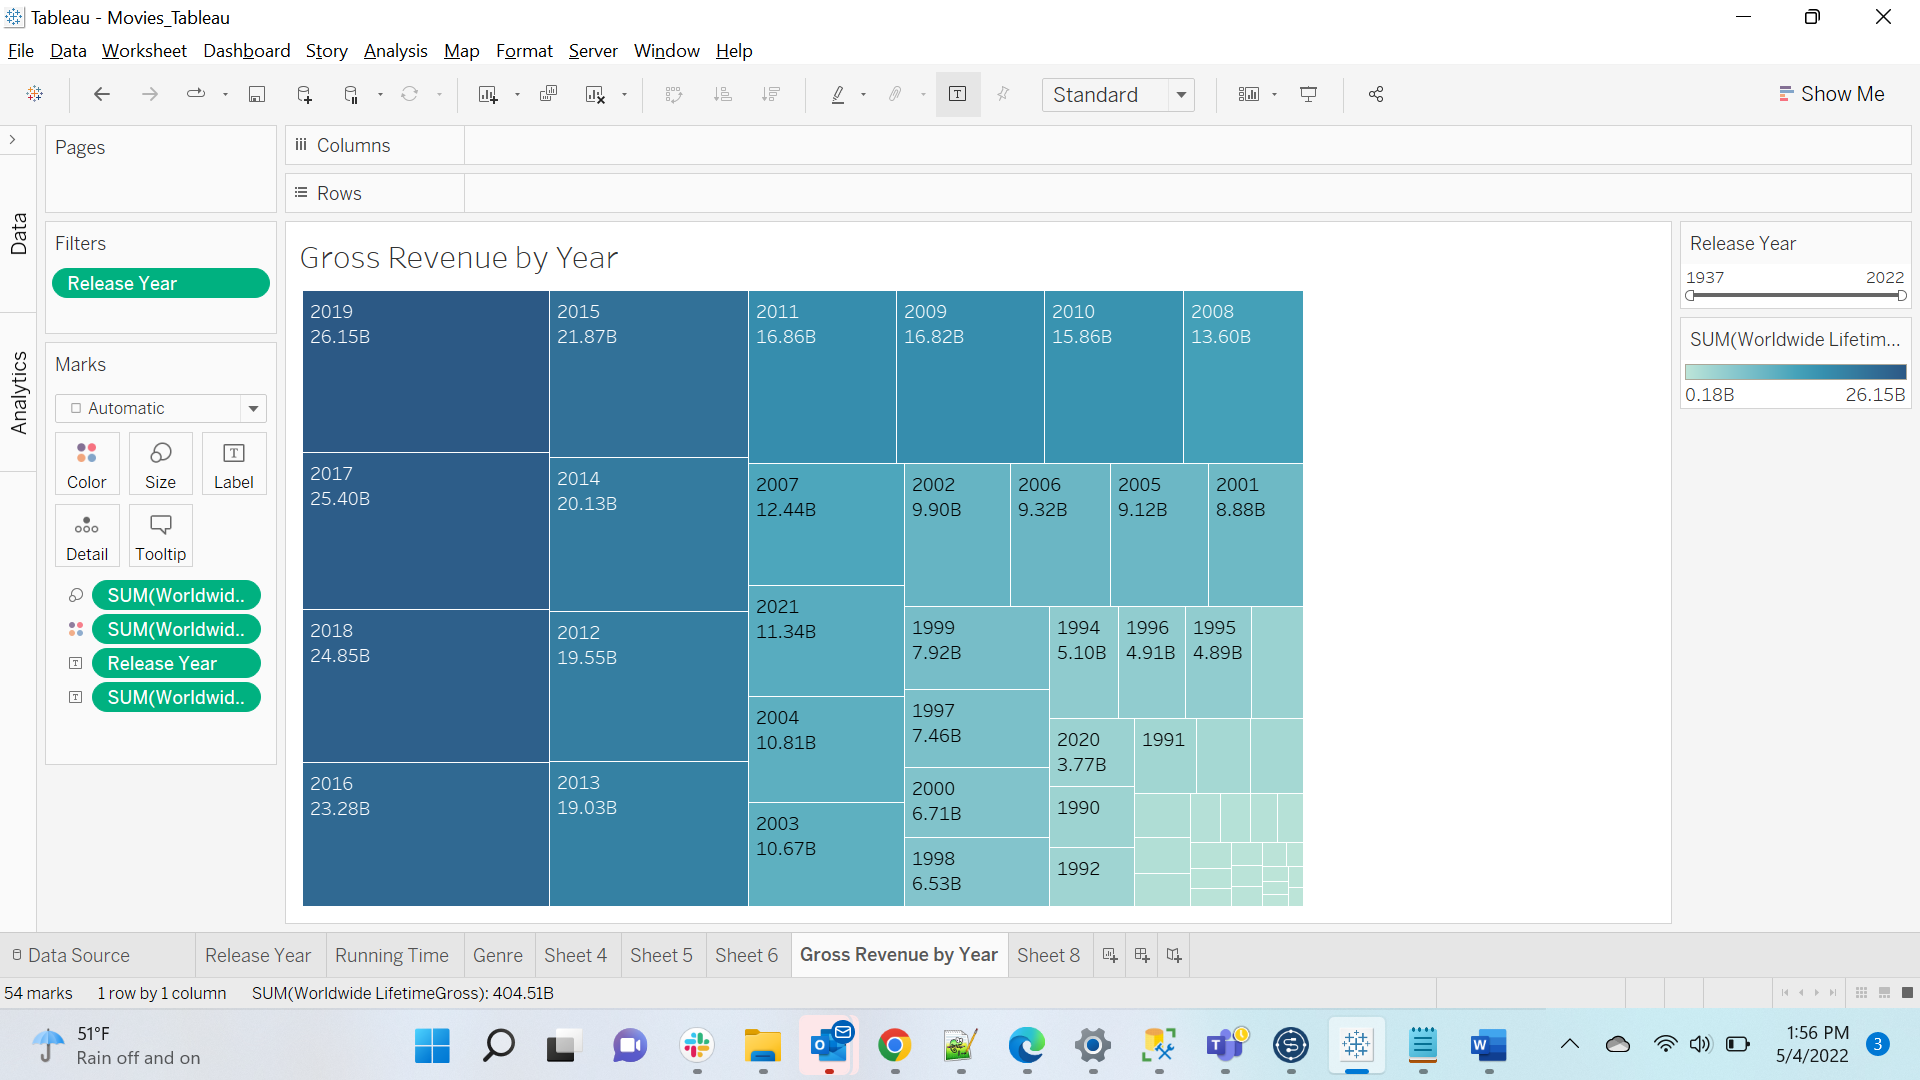 Tableau - Movies_Tableau
File Data Worksheet Dashboard Story Analysis Map Format Server Window Help
Standard
Show Me
Pages
Columns
Rows
Data
Analytics
Filters
Release Year
Marks
Automatic
Color Size Label
Detail Tooltip
SUM(Worldwid..
SUM(Worldwid..
Release Year
SUM(Worldwid..
Gross Revenue by Year
2019
26.15B
2017
25.40B
2018
24.85B
2016
23.28B
2015
21.87B
2014
20.13B
2012
19.55B
2013
19.03B
2011
16.86B
2009
16.82B
2010
15.86B
2008
13.60B
2007
12.44B
2021
11.34B
2004
10.81B
2003
10.67B
2002
9.90B
2006
9.32B
2005
9.12B
2001
8.88B
1999
7.92B
1997
7.46B
2000
6.71B
1998
6.53B
1994
5.10B
1996
4.91B
1995
4.89B
2020
3.77B
1991
1990
1992
Release Year
1937 2022
SUM(Worldwide Lifetim...
0.18B 26.15B
Data Source Release Year Running Time Genre Sheet 4 Sheet 5 Sheet 6 Gross Revenue by Year Sheet 8
54 marks 1 row by 1 column SUM(Worldwide LifetimeGross): 404.51B
51°F
Rain off and on
1:56 PM
5/4/2022
3